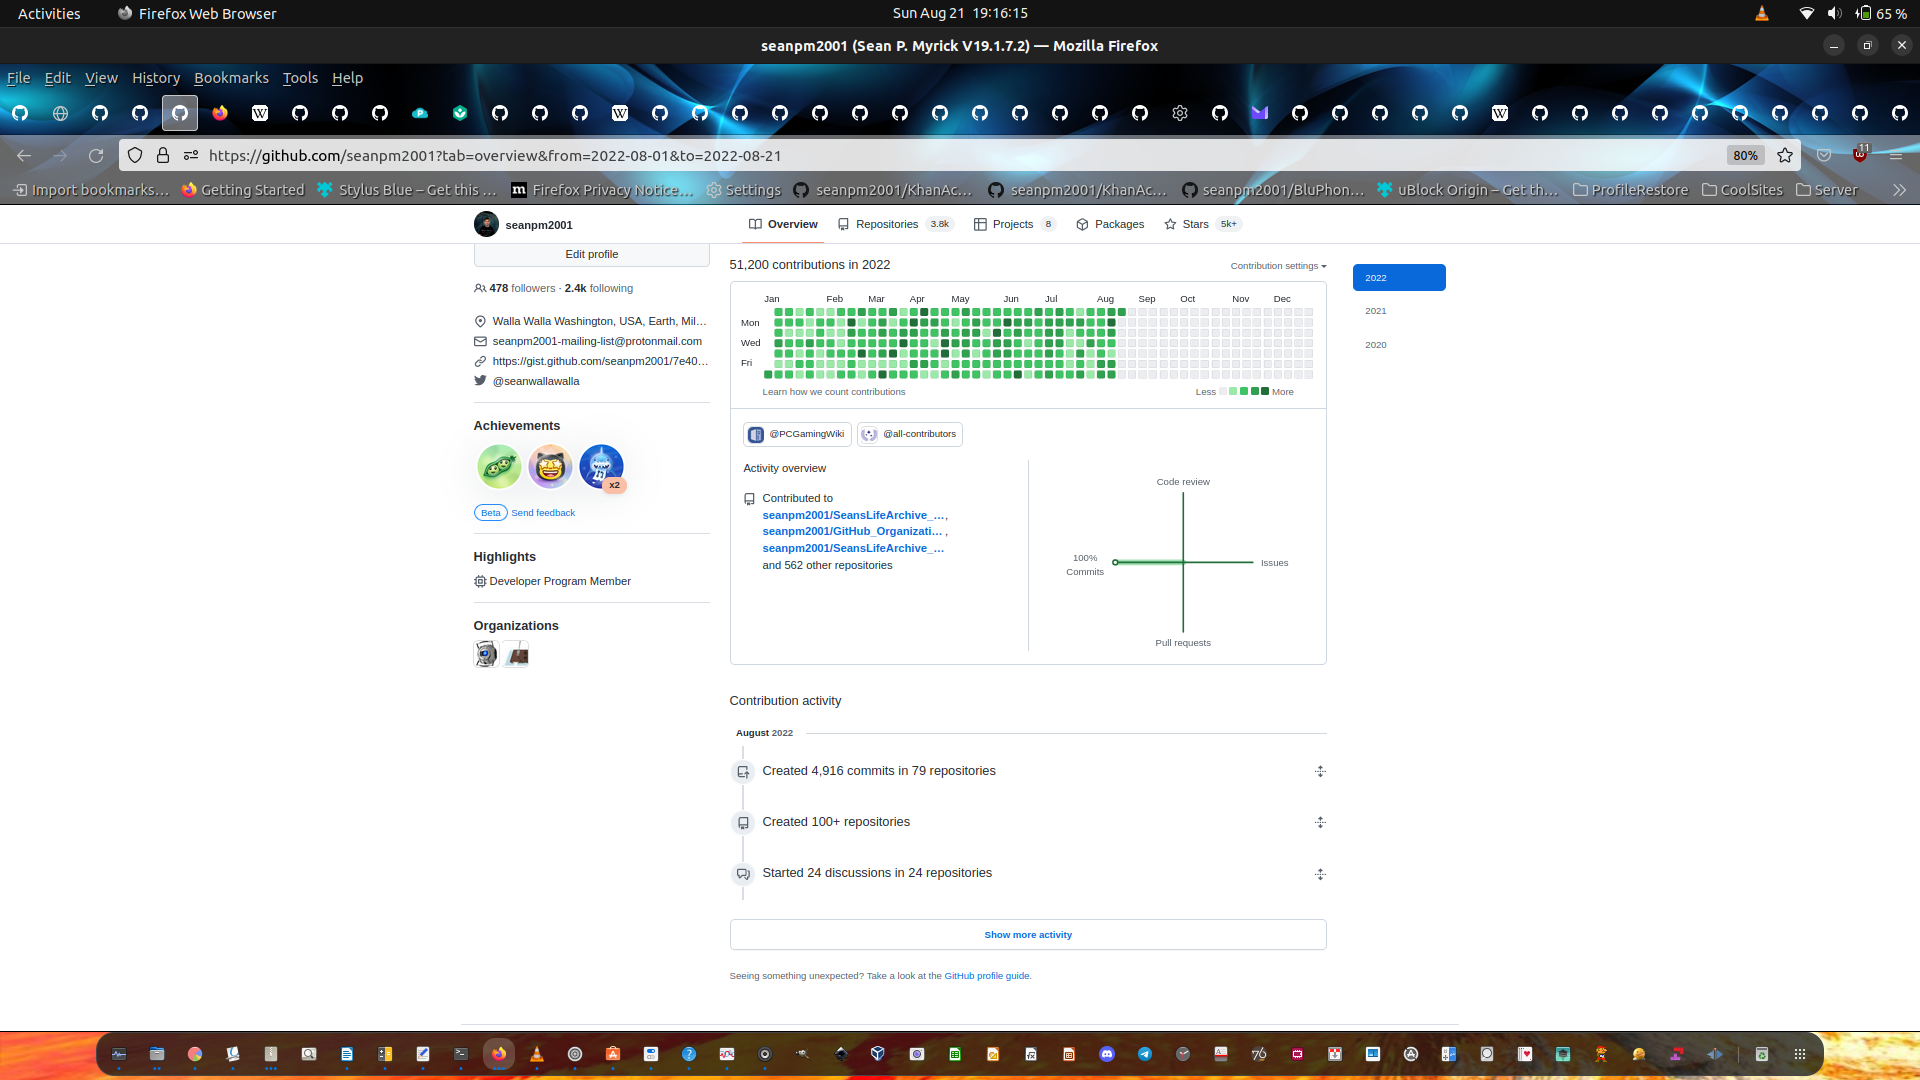 Activities
Firefox Web Browser
Sun Aug 21 19:16:15
65 %
seanpm2001 (Sean P. Myrick V19.1.7.2) — Mozilla Firefox
File Edit View History Bookmarks Tools Help
https://github.com/seanpm2001?tab=overview&from=2022-08-01&to=2022-08-21
80%
11
Import bookmarks…
Getting Started
Stylus Blue – Get this …
Firefox Privacy Notice…
Settings
seanpm2001/KhanAc…
seanpm2001/KhanAc…
seanpm2001/BluPhon…
uBlock Origin – Get th…
ProfileRestore
CoolSites
Server
seanpm2001
Overview
Repositories 3.8k
Projects 8
Packages
Stars 5k+
Edit profile
478 followers · 2.4k following
Walla Walla Washington, USA, Earth, Mil…
seanpm2001-mailing-list@protonmail.com
https://gist.github.com/seanpm2001/7e40…
@seanwallawalla
Achievements
x2
Beta Send feedback
Highlights
Developer Program Member
Organizations
51,200 contributions in 2022
Contribution settings
Jan Feb Mar Apr May Jun Jul Aug Sep Oct Nov Dec
Mon
Wed
Fri
Learn how we count contributions
Less
More
@PCGamingWiki
@all-contributors
Activity overview
Contributed to
seanpm2001/SeansLifeArchive_…,
seanpm2001/GitHub_Organizati… ,
seanpm2001/SeansLifeArchive_…
and 562 other repositories
Code review
100%
Commits
Issues
Pull requests
2022
2021
2020
Contribution activity
August 2022
Created 4,916 commits in 79 repositories
Created 100+ repositories
Started 24 discussions in 24 repositories
Show more activity
Seeing something unexpected? Take a look at the GitHub profile guide.